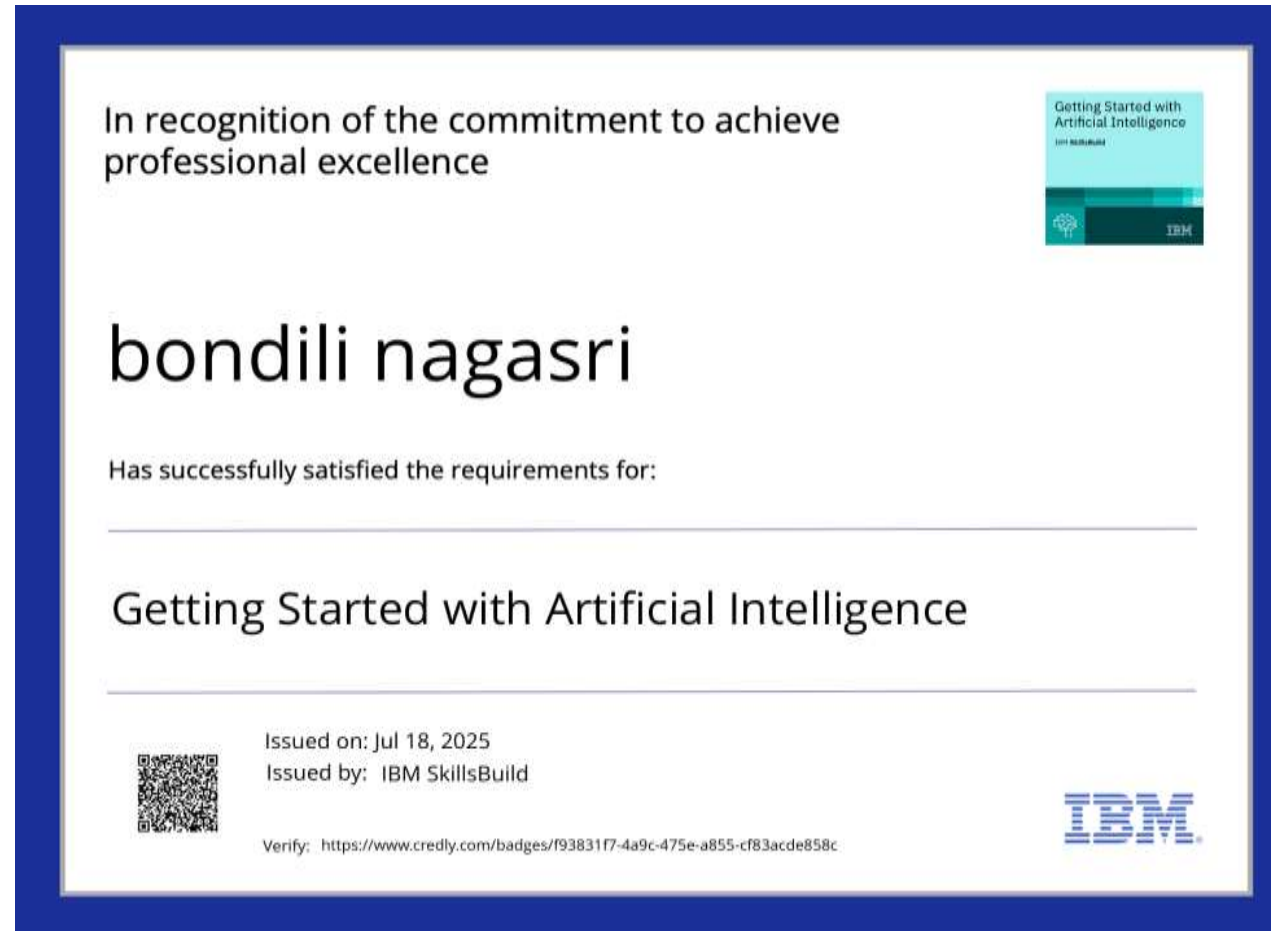 In recognition of the commitment to achieve
professional excellence
Getting Started with
Artificial Intelligence
IBM SkillsBuild
IBM
bondili nagasri
Has successfully satisfied the requirements for:
Getting Started with Artificial Intelligence
Issued on: Jul 18, 2025
Issued by: IBM SkillsBuild
Verify: https://www.credly.com/badges/f93831f7-4a9c-475e-a855-cf83acde858c
IBM